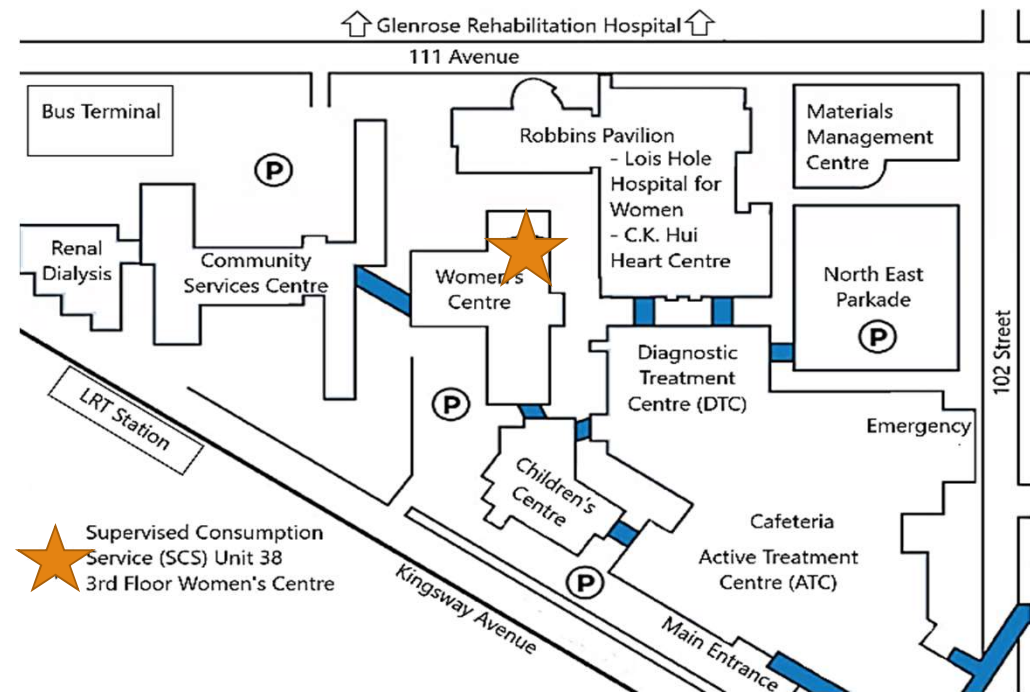 Glenrose Rehabilitation Hospital
111 Avenue
Bus Terminal
P
Robbins Pavilion
- Lois Hole
Hospital for
Women
- C.K. Hui
Heart Centre
Materials
Management
Centre
Renal
Dialysis
Community
Services Centre
Women's
Centre
North East
Parkade
P
102 Street
Diagnostic
Treatment
Centre (DTC)
LRT Station
P
Emergency
Children's
Centre
Cafeteria
Active Treatment
Centre (ATC)
P
Main Entrance
Kingsway Avenue
Supervised Consumption
Service (SCS) Unit 38
3rd Floor Women's Centre